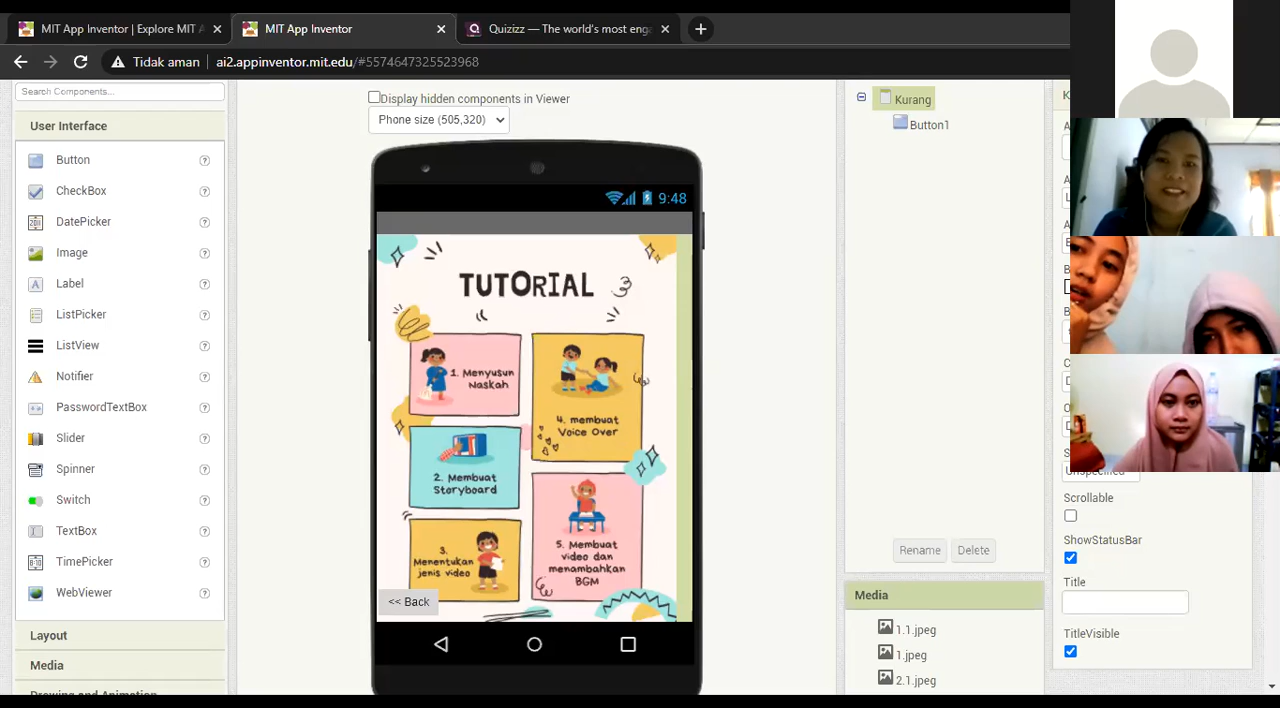 MIT App Inventor | Explore MIT A
MIT App Inventor
Quizizz — The world's most eng
Tidak aman
ai2.appinventor.mit.edu/#5574647325523968
Search Components...
User Interface
Button
CheckBox
DatePicker
Image
Label
ListPicker
ListView
Notifier
PasswordTextBox
Slider
Spinner
Switch
TextBox
TimePicker
WebViewer
Layout
Media
Drawing and Animation
Display hidden components in Viewer
Phone size (505,320)
9:48
TUTORIAL
1. Menyusun
Naskah
2. Membuat
Storyboard
3.
Menentukan
jenis video
4. membuat
Voice Over
5. Membuat
video dan
menambahkan
BGM
<< Back
Kurang
Button1
Rename
Delete
Media
1.1.jpeg
1.jpeg
2.1.jpeg
Unspecified
Scrollable
ShowStatusBar
Title
TitleVisible